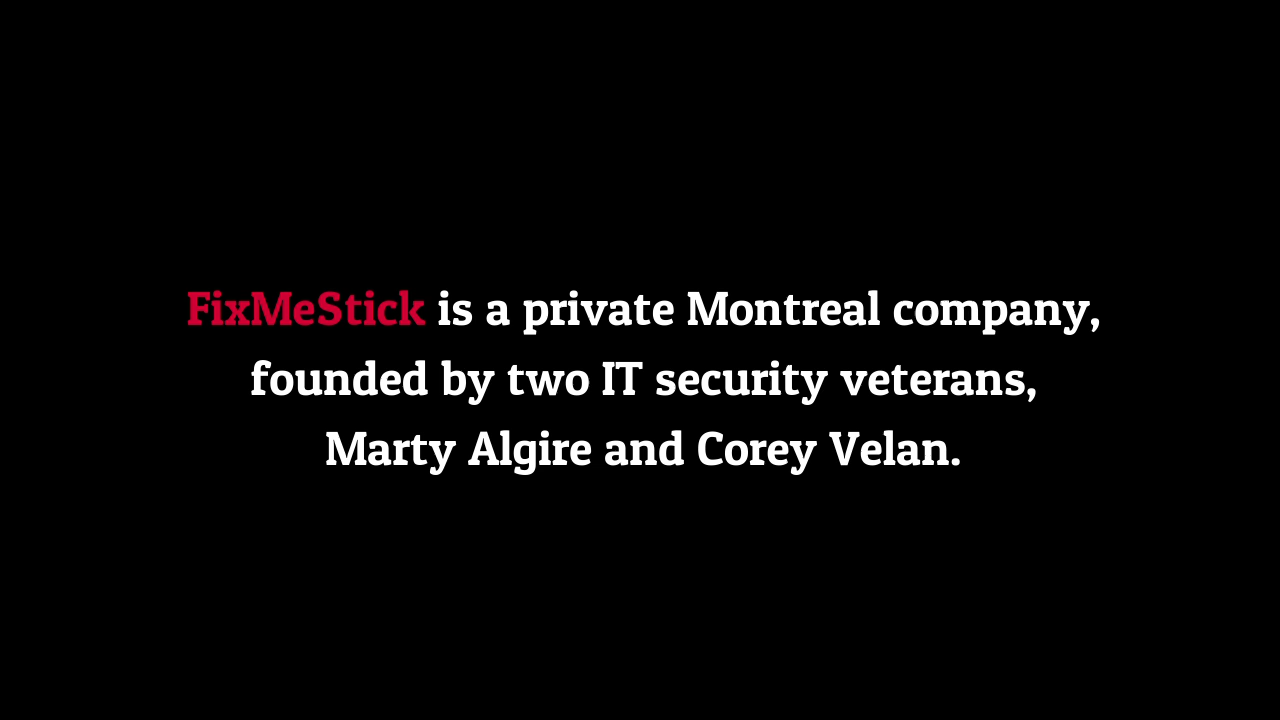 FixMeStick is a private Montreal company,
founded by two IT security veterans,
Marty Algire and Corey Velan.